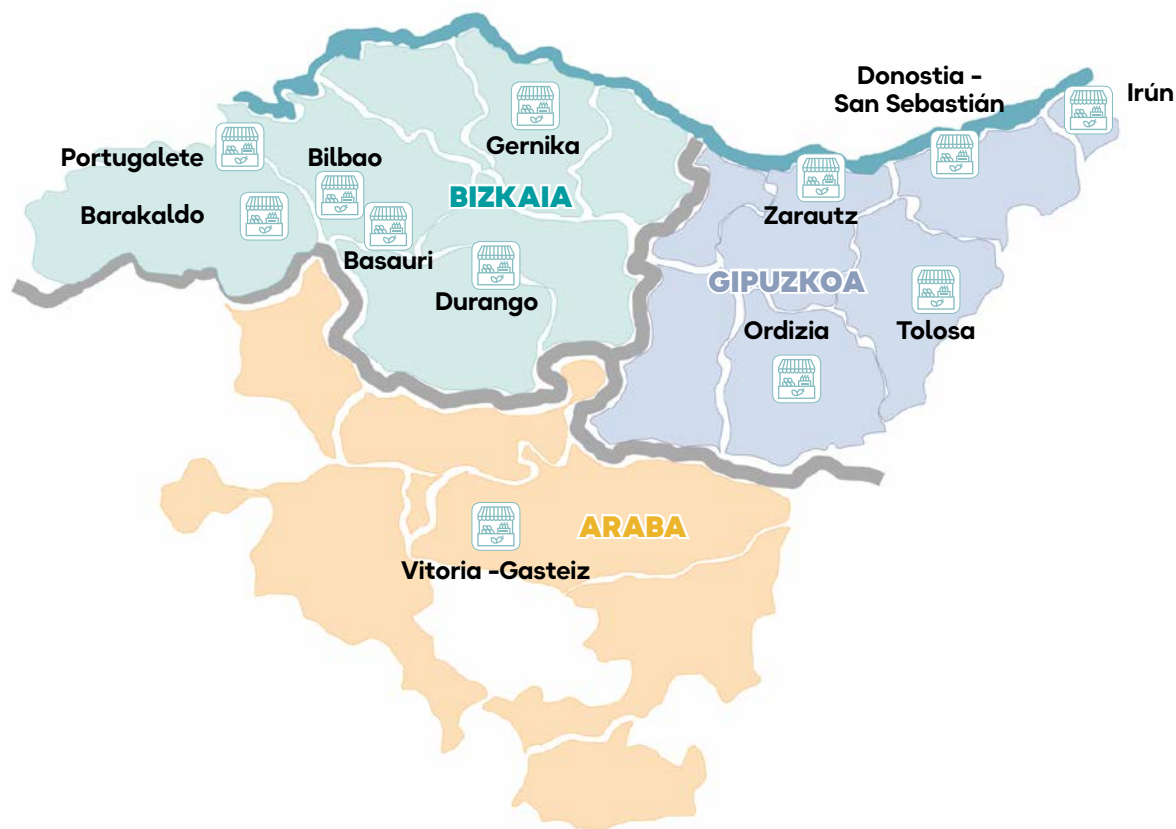 Donostia -
San Sebastián
Irún
Portugalete
Bilbao
Gernika
Barakaldo
BIZKAIA
Zarautz
Basauri
Durango
GIPUZKOA
Ordizia
Tolosa
ARABA
Vitoria -Gasteiz